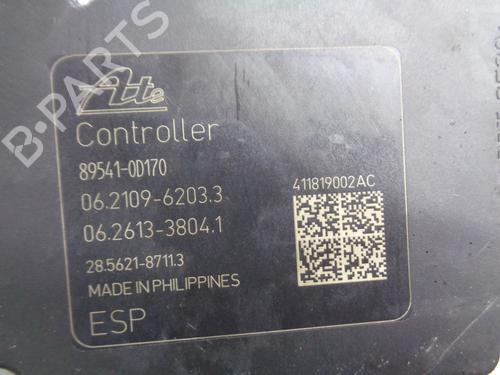 Ate
Controller
89541-0D170
06.2109-6203.3
06.2613-3804.1
28.5621-8711.3
MADE IN PHILIPPINES
ESP
411819002AC
B-PARTS